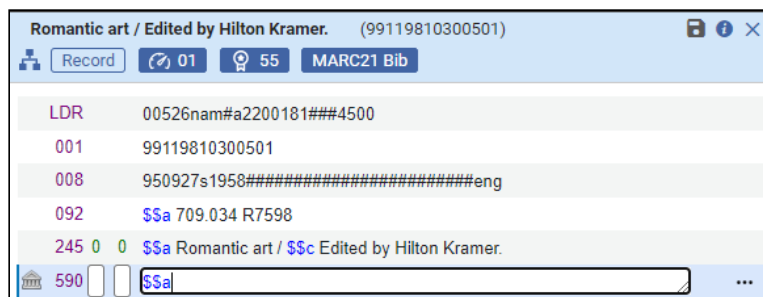 Romantic art / Edited by Hilton Kramer. (99119810300501)
Record 01 55 MARC21 Bib
LDR 00526nam#a2200181###4500
001 99119810300501
008 950927s1958########################eng
092 $$a 709.034 R7598
245 0 0 $$a Romantic art / $$c Edited by Hilton Kramer.
590 $$a